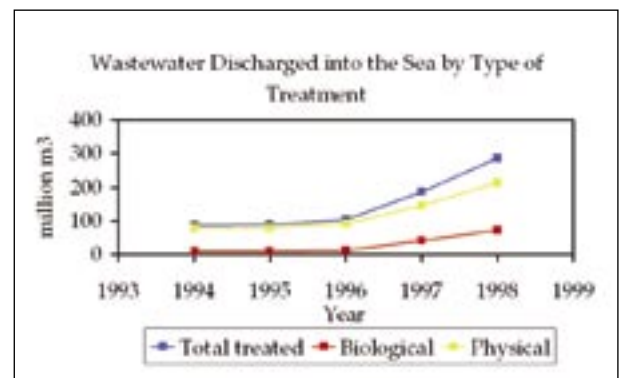 Wastewater Discharged into the Sea by Type of
Treatment
400
300
200
100
0
million m3
1993 1994 1995 1996 1997 1998 1999
Year
Total treated Biological Physical